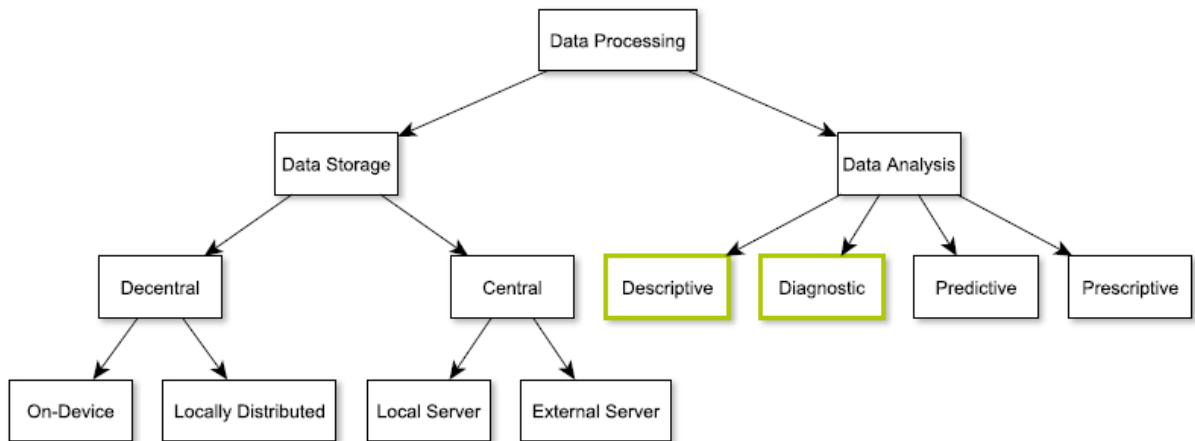 Data Processing
Data Storage
Data Analysis
Decentral
Central
Descriptive
Diagnostic
Predictive
Prescriptive
On-Device
Locally Distributed
Local Server
External Server